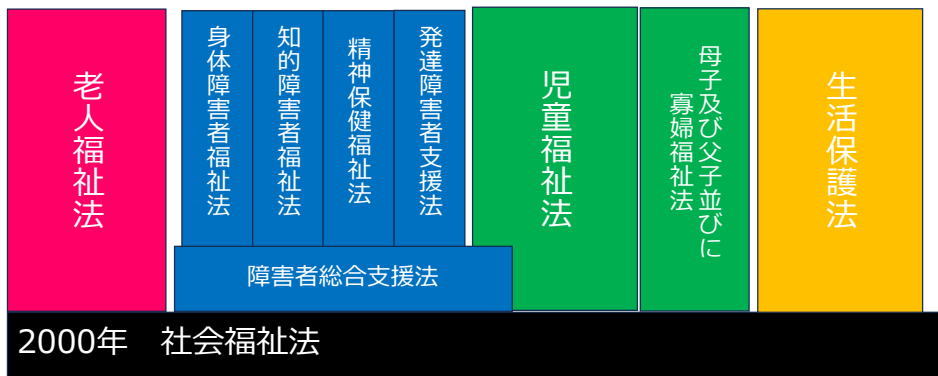 老人福祉法
身体障害者福祉法
知的障害者福祉法
精神保健福祉法
発達障害者支援法
児童福祉法
母子及び父子並びに
寡婦福祉法
生活保護法
障害者総合支援法
2000年　社会福祉法